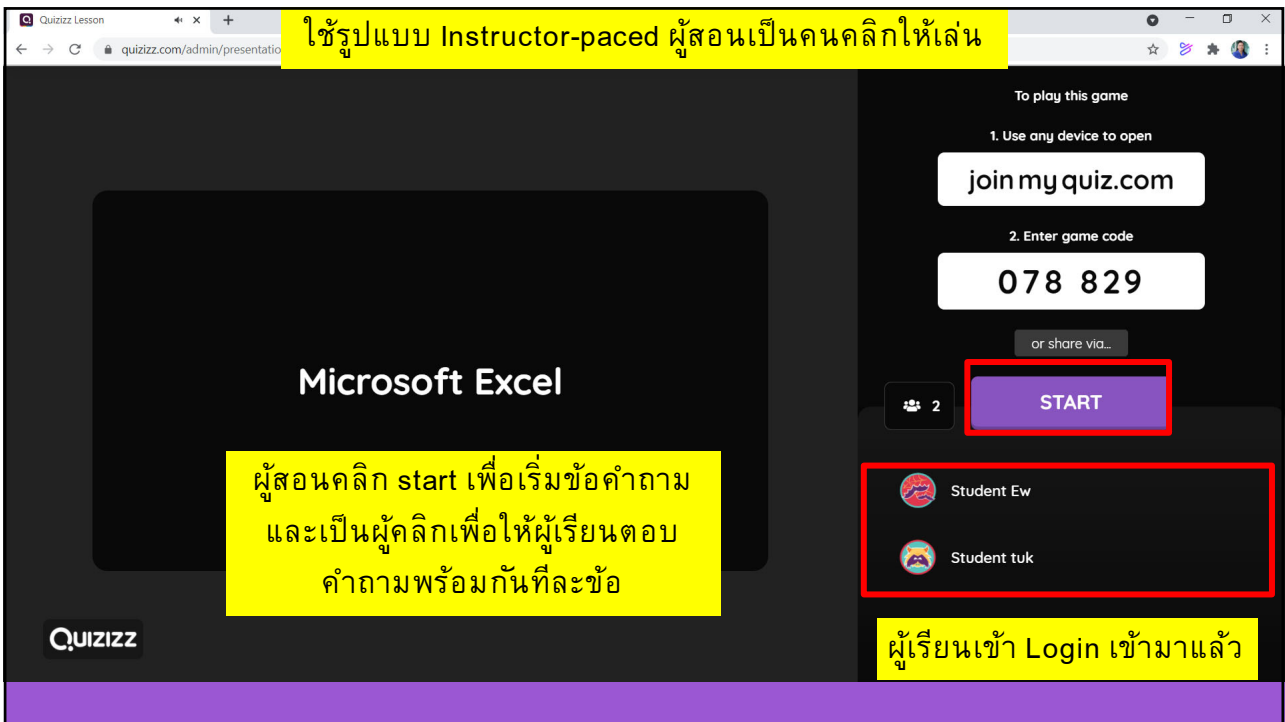 Quizizz Lesson
ใช้รูปแบบ Instructor-paced ผู้สอนเป็นคนคลิกให้เล่น
quizizz.com/admin/presentatio
To play this game
1. Use any device to open
joinmyquiz.com
2. Enter game code
078 829
or share via…
2
START
Microsoft Excel
ผู้สอนคลิก start เพื่อเริ่มข้อคำถาม
และเป็นผู้คลิกเพื่อให้ผู้เรียนตอบ
คำถามพร้อมกันทีละข้อ
Student Ew
Student tuk
ผู้เรียนเข้า Login เข้ามาแล้ว
Quizizz